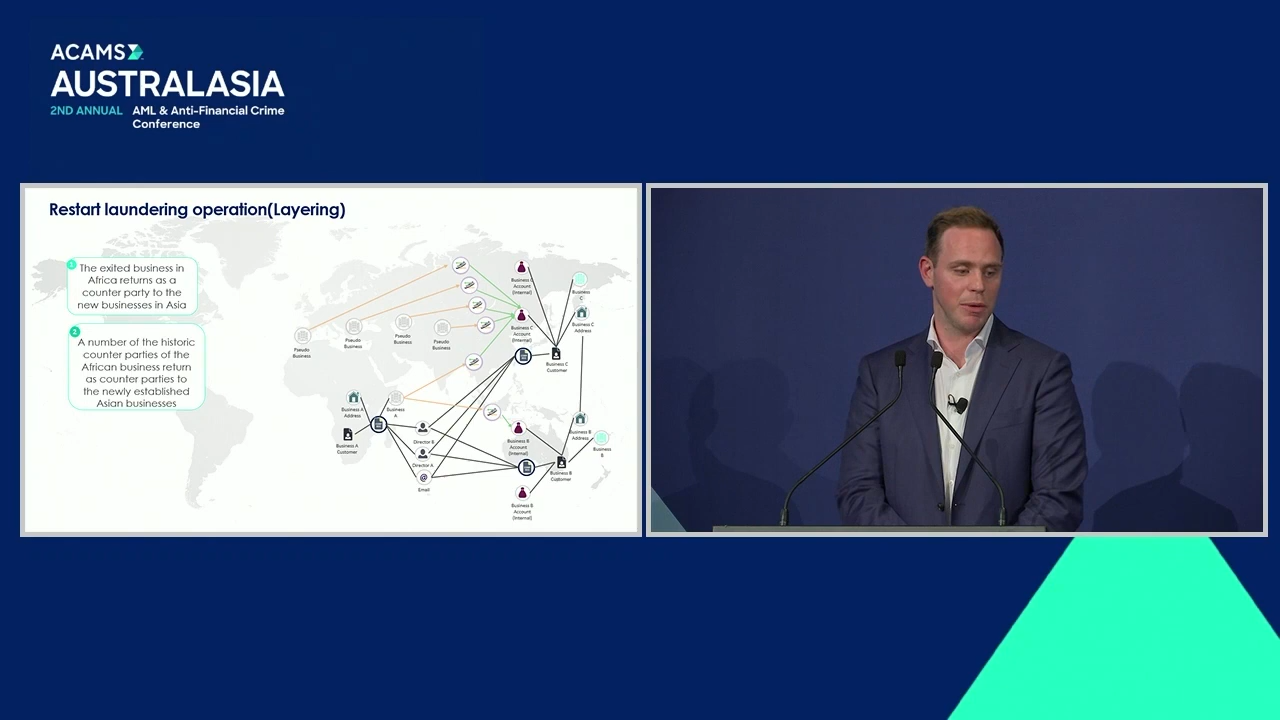 ACAMS
AUSTRALASIA
2ND ANNUAL AML & Anti-Financial Crime
Conference
Restart laundering operation(Layering)
1
The exited business in
Africa returns as a
counter party to the
new businesses in Asia
2
A number of the historic
counter parties of the
African business return
as counter parties to
the newly established
Asian businesses
Pseudo
Business
Pseudo
Business
Pseudo
Business
Pseudo
Business
Business
Account
(Internal)
Business
C
Business C
Address
Business C
Account
(Internal)
Business C
Customer
Business A
Address
Business
A
Business A
Customer
Director B
Director A
@
Email
Business B
Account
(Internal)
Business B
Address
Business
B
Business B
Customer
Business B
Account
(Internal)